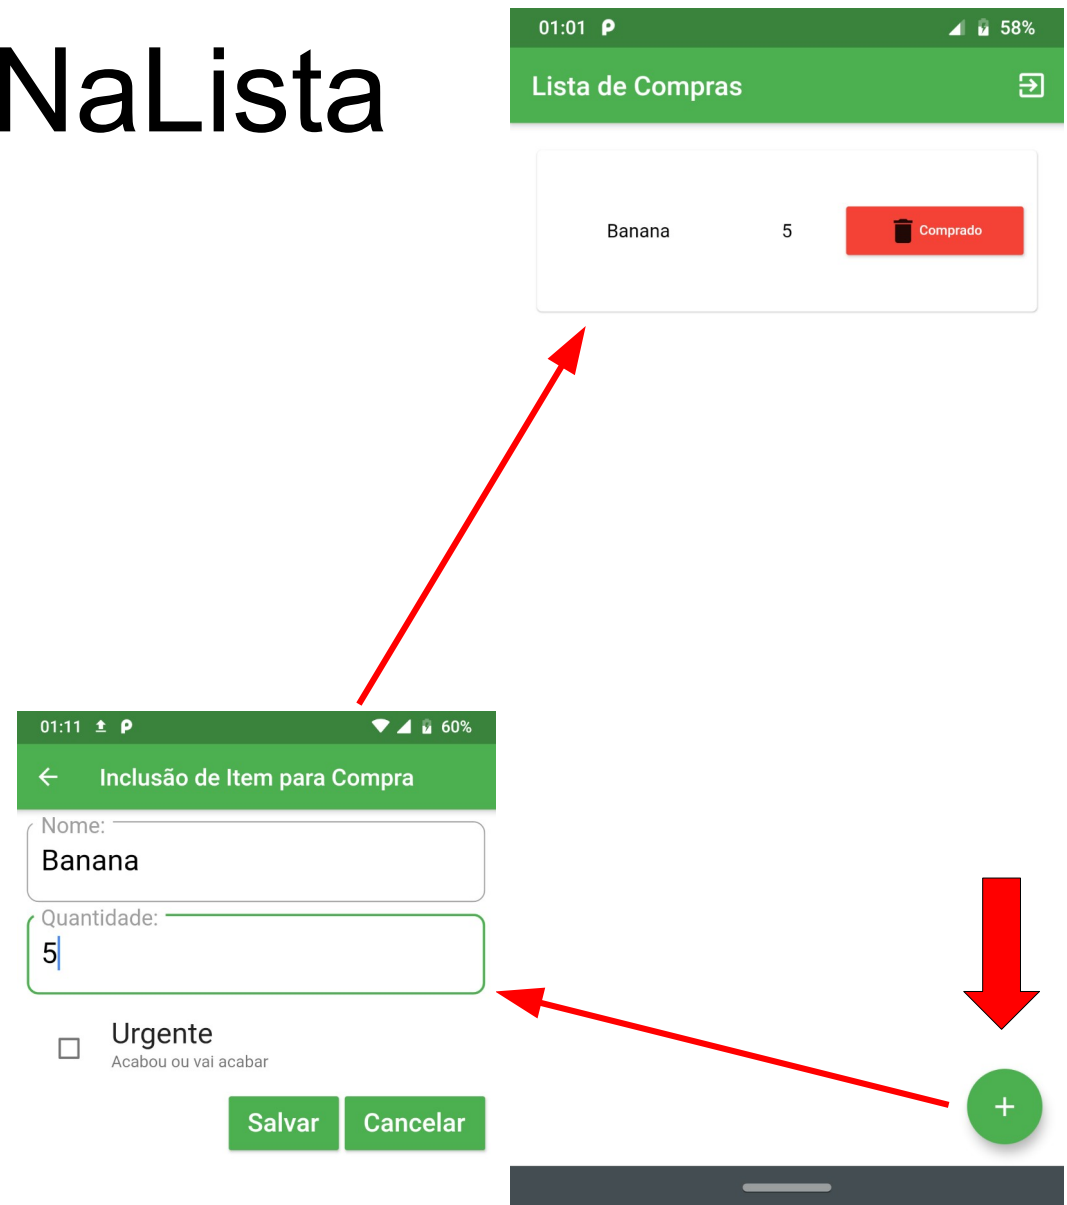 NaLista
01:01 58%
Lista de Compras
Banana 5 Comprado
01:11 60%
Inclusão de Item para Compra
Nome:
Banana
Quantidade:
5
Urgente
Acabou ou vai acabar
Salvar Cancelar
+